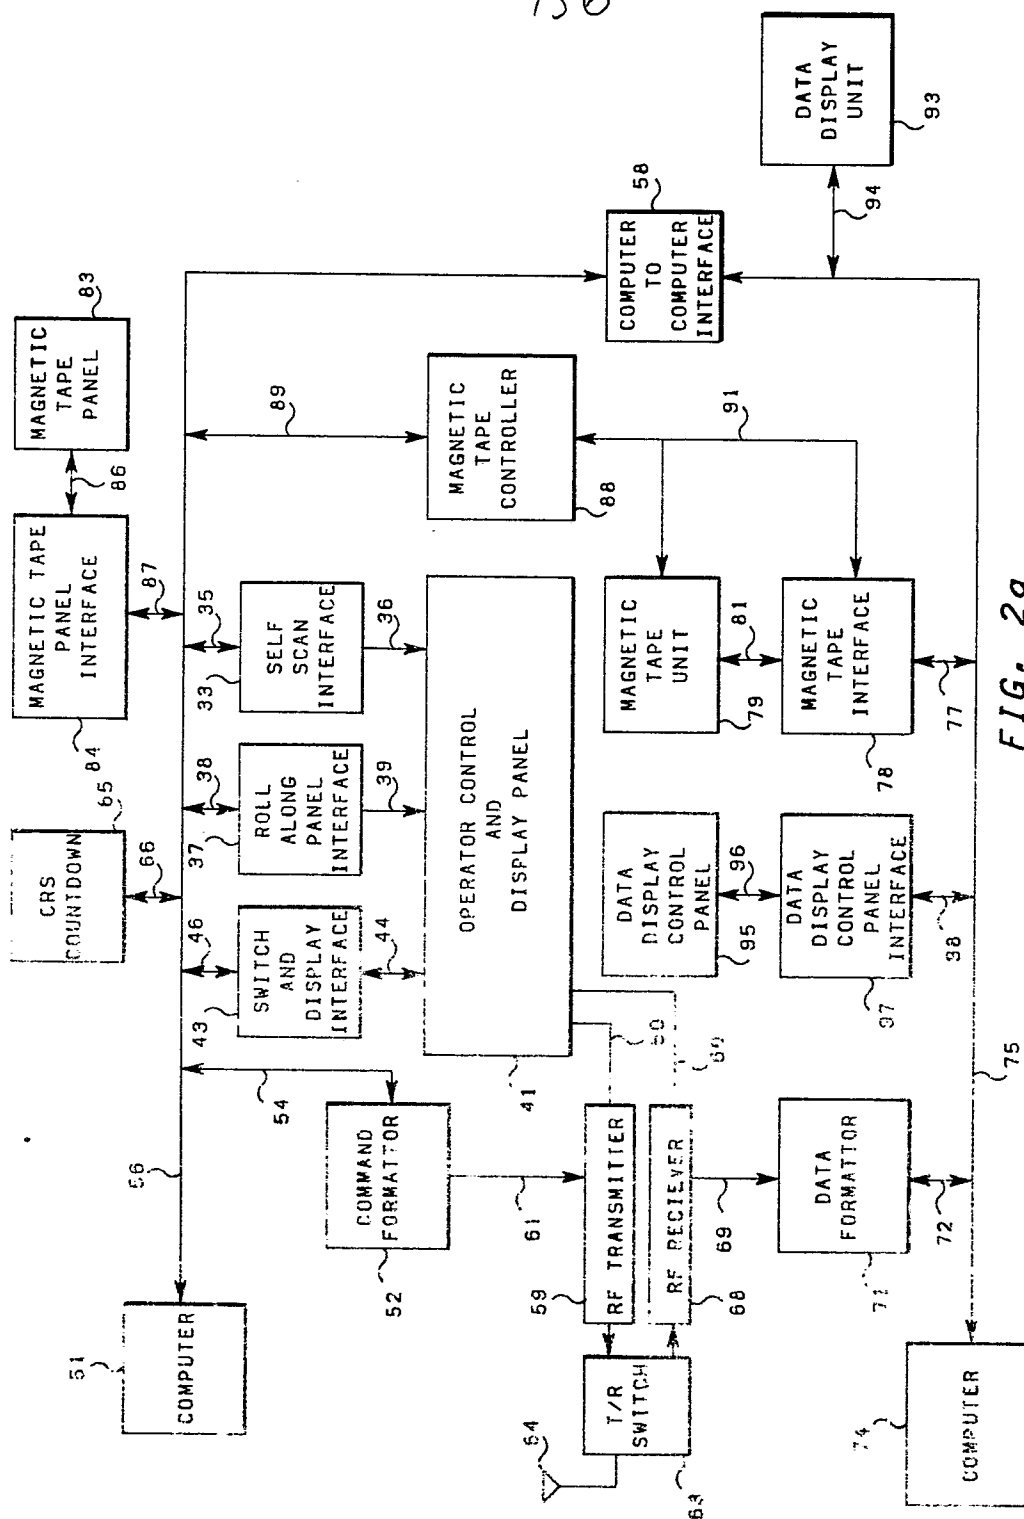 136
51
COMPUTER
56
CRS
COUNTDOWN
65
66
MAGNETIC TAPE
PANEL
INTERFACE
84
87
86
MAGNETIC
TAPE
PANEL
83
54
COMMAND
FORMATTOR
52
61
46
SWITCH
AND
DISPLAY
INTERFACE
43
44
38
ROLL
ALONG
PANEL
INTERFACE
37
39
35
SELF
SCAN
INTERFACE
33
36
OPERATOR CONTROL
AND
DISPLAY PANEL
41
89
MAGNETIC
TAPE
CONTROLLER
88
91
COMPUTER
TO
COMPUTER
INTERFACE
58
DATA
DISPLAY
UNIT
93
94
64
T/R
SWITCH
63
RF TRANSMITTER
59
60
RF RECIEVER
68
60
69
DATA
FORMATTOR
71
72
DATA
DISPLAY
CONTROL
PANEL
95
96
DATA
DISPLAY
CONTROL
PANEL
INTERFACE
97
98
MAGNETIC
TAPE
UNIT
79
81
MAGNETIC
TAPE
INTERFACE
78
77
75
COMPUTER
74
FIG. 2a